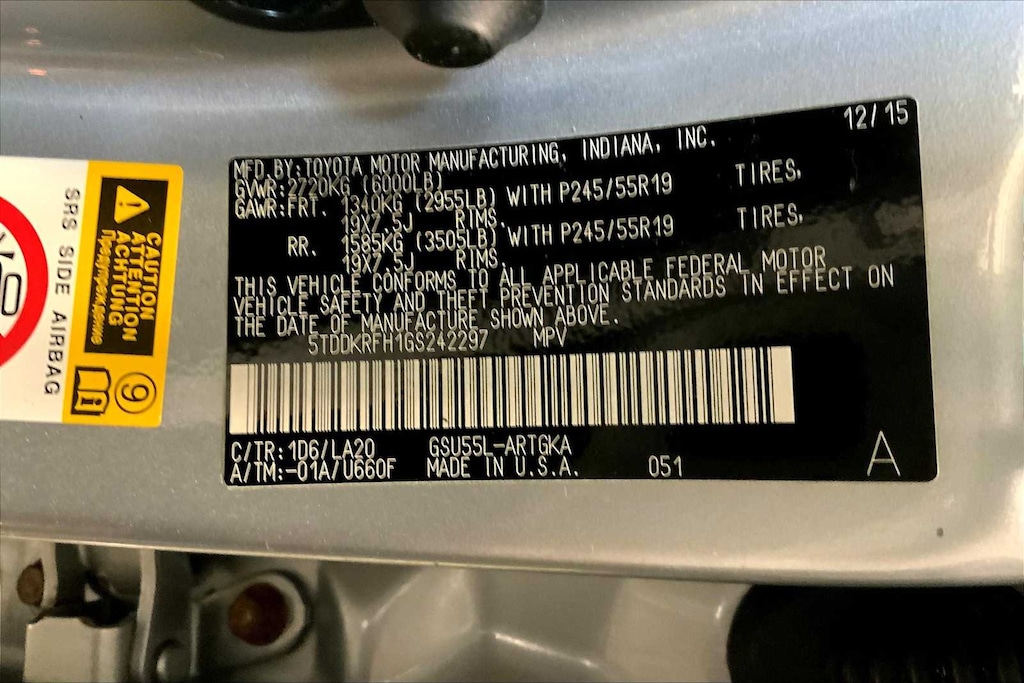 12/15
MFD.BY:TOYOTA MOTOR MANUFACTURING, INDIANA, INC.
GVWR:2720KG (6000LB)
GAWR:FRT. 1340KG (2955LB) WITH P245/55R19 TIRES,
19X7.5J RIMS.
RR. 1585KG (3505LB) WITH P245/55R19 TIRES,
19X7.5J RIMS.
THIS VEHICLE CONFORMS TO ALL APPLICABLE FEDERAL MOTOR
VEHICLE SAFETY AND THEFT PREVENTION STANDARDS IN EFFECT ON
THE DATE OF MANUFACTURE SHOWN ABOVE.
5TDDKRFH1GS242297 MPV
C/TR:1D6/LA20 GSU55L-ARTGKA
A/TM:-01A/U660F MADE IN U.S.A. 051
A
CAUTION
ATTENTION
ACHTUNG
Предупреждение
9
SRS SIDE AIRBAG